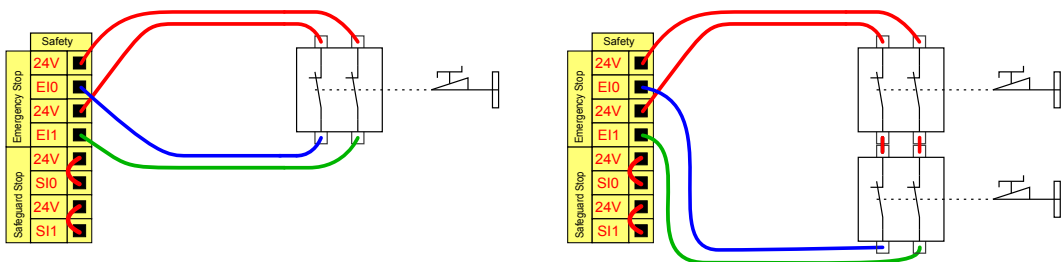 Safety
Emergency Stop
24V
EI0
24V
EI1
Safeguard Stop
24V
SI0
24V
SI1
Safety
Emergency Stop
24V
EI0
24V
EI1
Safeguard Stop
24V
SI0
24V
SI1